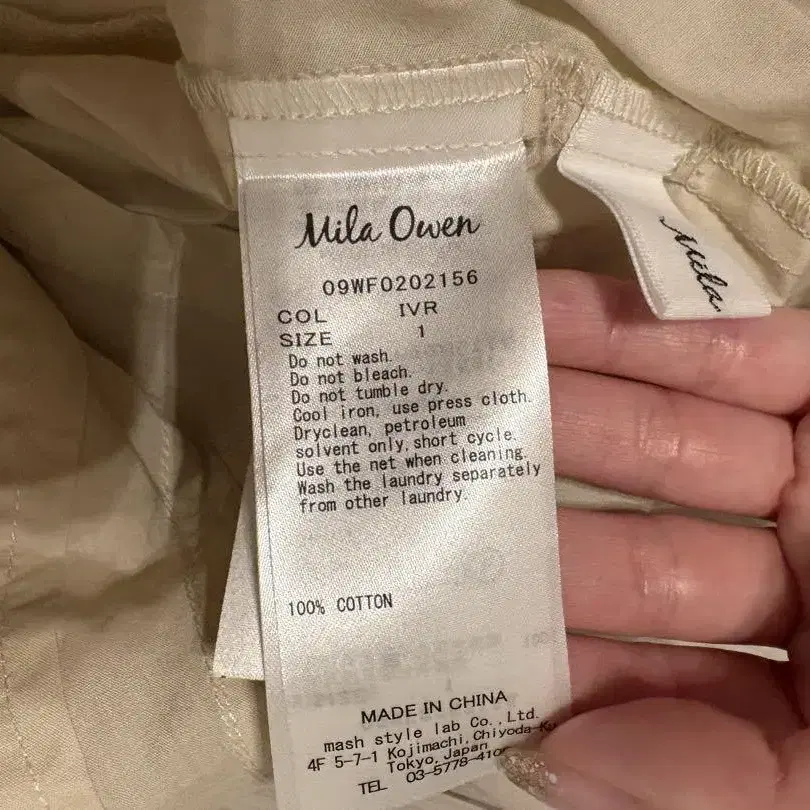 Mila Owen
09WF0202156
COL IVR
SIZE 1
Do not wash.
Do not bleach.
Do not tumble dry.
Cool iron, use press cloth.
Dryclean, petroleum
solvent only, short cycle.
Use the net when cleaning.
Wash the laundry separately
from other laundry.
100% COTTON
MADE IN CHINA
mash style lab Co., Ltd.
4F 5-7-1 Kojimachi, Chiyoda-Ku
Tokyo, Japan
TEL 03-5778-410
Mila